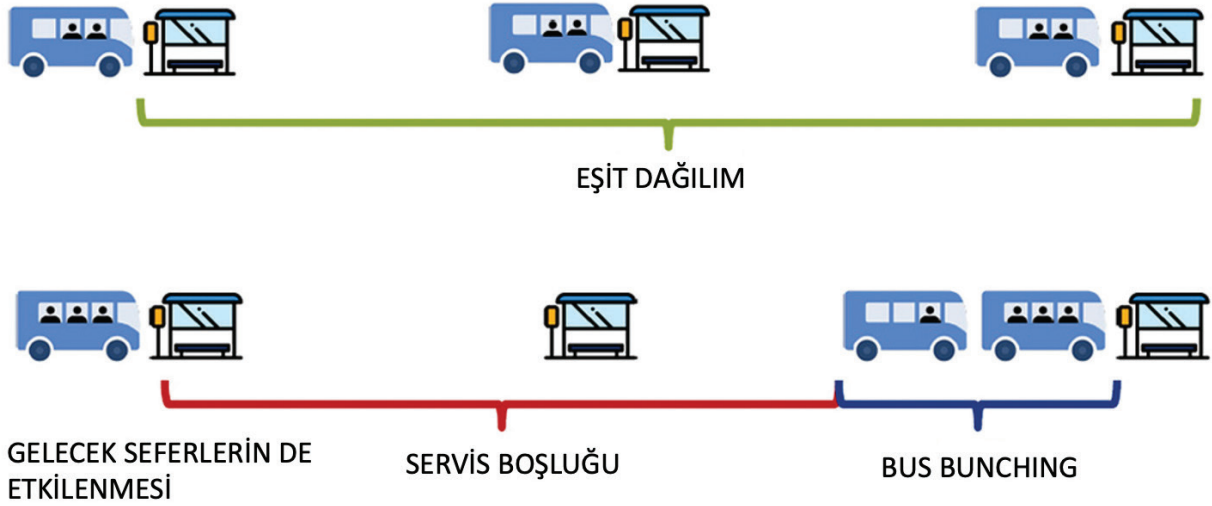 EŞİT DAĞILIM
GELECEK SEFERLERİN DE
ETKİLENMESİ
SERVİS BOŞLUĞU
BUS BUNCHING